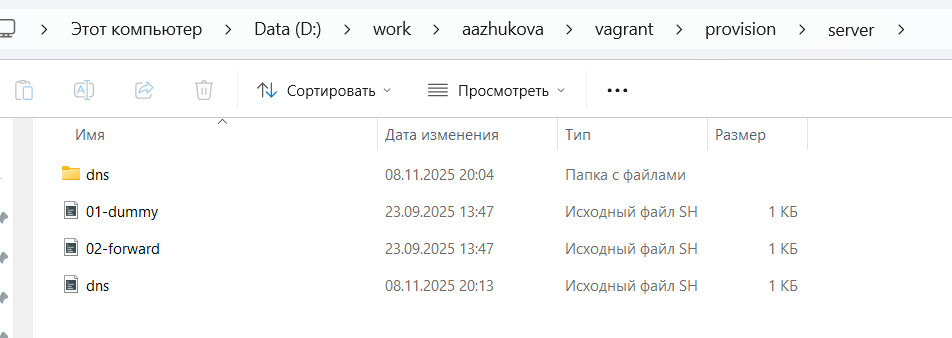 Этот компьютер > Data (D:) > work > aazhukova > vagrant > provision > server >
Сортировать Просмотреть
Имя Дата изменения Тип Размер
dns 08.11.2025 20:04 Папка с файлами
01-dummy 23.09.2025 13:47 Исходный файл SH 1 КБ
02-forward 23.09.2025 13:47 Исходный файл SH 1 КБ
dns 08.11.2025 20:13 Исходный файл SH 1 КБ